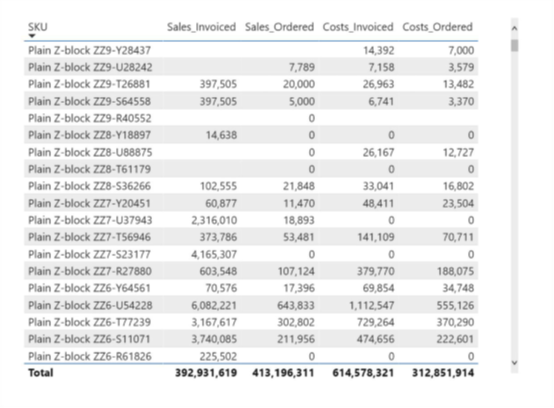 SKU Sales_Invoiced Sales_Ordered Costs_Invoiced Costs_Ordered
Plain Z-block ZZ9-Y28437 14,392 7,000
Plain Z-block ZZ9-U28242 7,789 7,158 3,579
Plain Z-block ZZ9-T26881 397,505 20,000 26,963 13,482
Plain Z-block ZZ9-S64558 397,505 5,000 6,741 3,370
Plain Z-block ZZ9-R40552 0
Plain Z-block ZZ8-Y18897 14,638 0 0 0
Plain Z-block ZZ8-U88875 0 26,167 12,727
Plain Z-block ZZ8-T61179 0 0 0
Plain Z-block ZZ8-S36266 102,555 21,848 33,041 16,802
Plain Z-block ZZ7-Y20451 60,877 11,470 48,411 23,504
Plain Z-block ZZ7-U37943 2,316,010 18,893 0 0
Plain Z-block ZZ7-T56946 373,786 53,481 141,109 70,711
Plain Z-block ZZ7-S23177 4,165,307 0 0 0
Plain Z-block ZZ7-R27880 603,548 107,124 379,770 188,075
Plain Z-block ZZ6-Y64561 70,576 17,396 69,854 34,748
Plain Z-block ZZ6-U54228 6,082,221 643,833 1,112,547 555,126
Plain Z-block ZZ6-T77239 3,167,617 302,802 729,264 370,290
Plain Z-block ZZ6-S11071 3,740,085 211,956 474,656 222,601
Plain Z-block ZZ6-R61826 225,502 0 0 0
Total 392,931,619 413,196,311 614,578,321 312,851,914